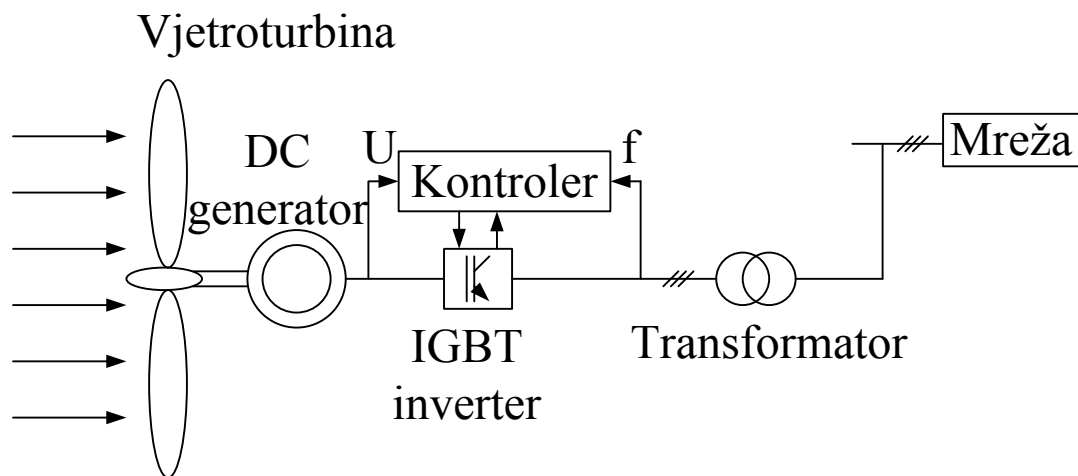 Vjetroturbina
DC
generator
U
Kontroler
f
Mreža
IGBT
inverter
Transformator